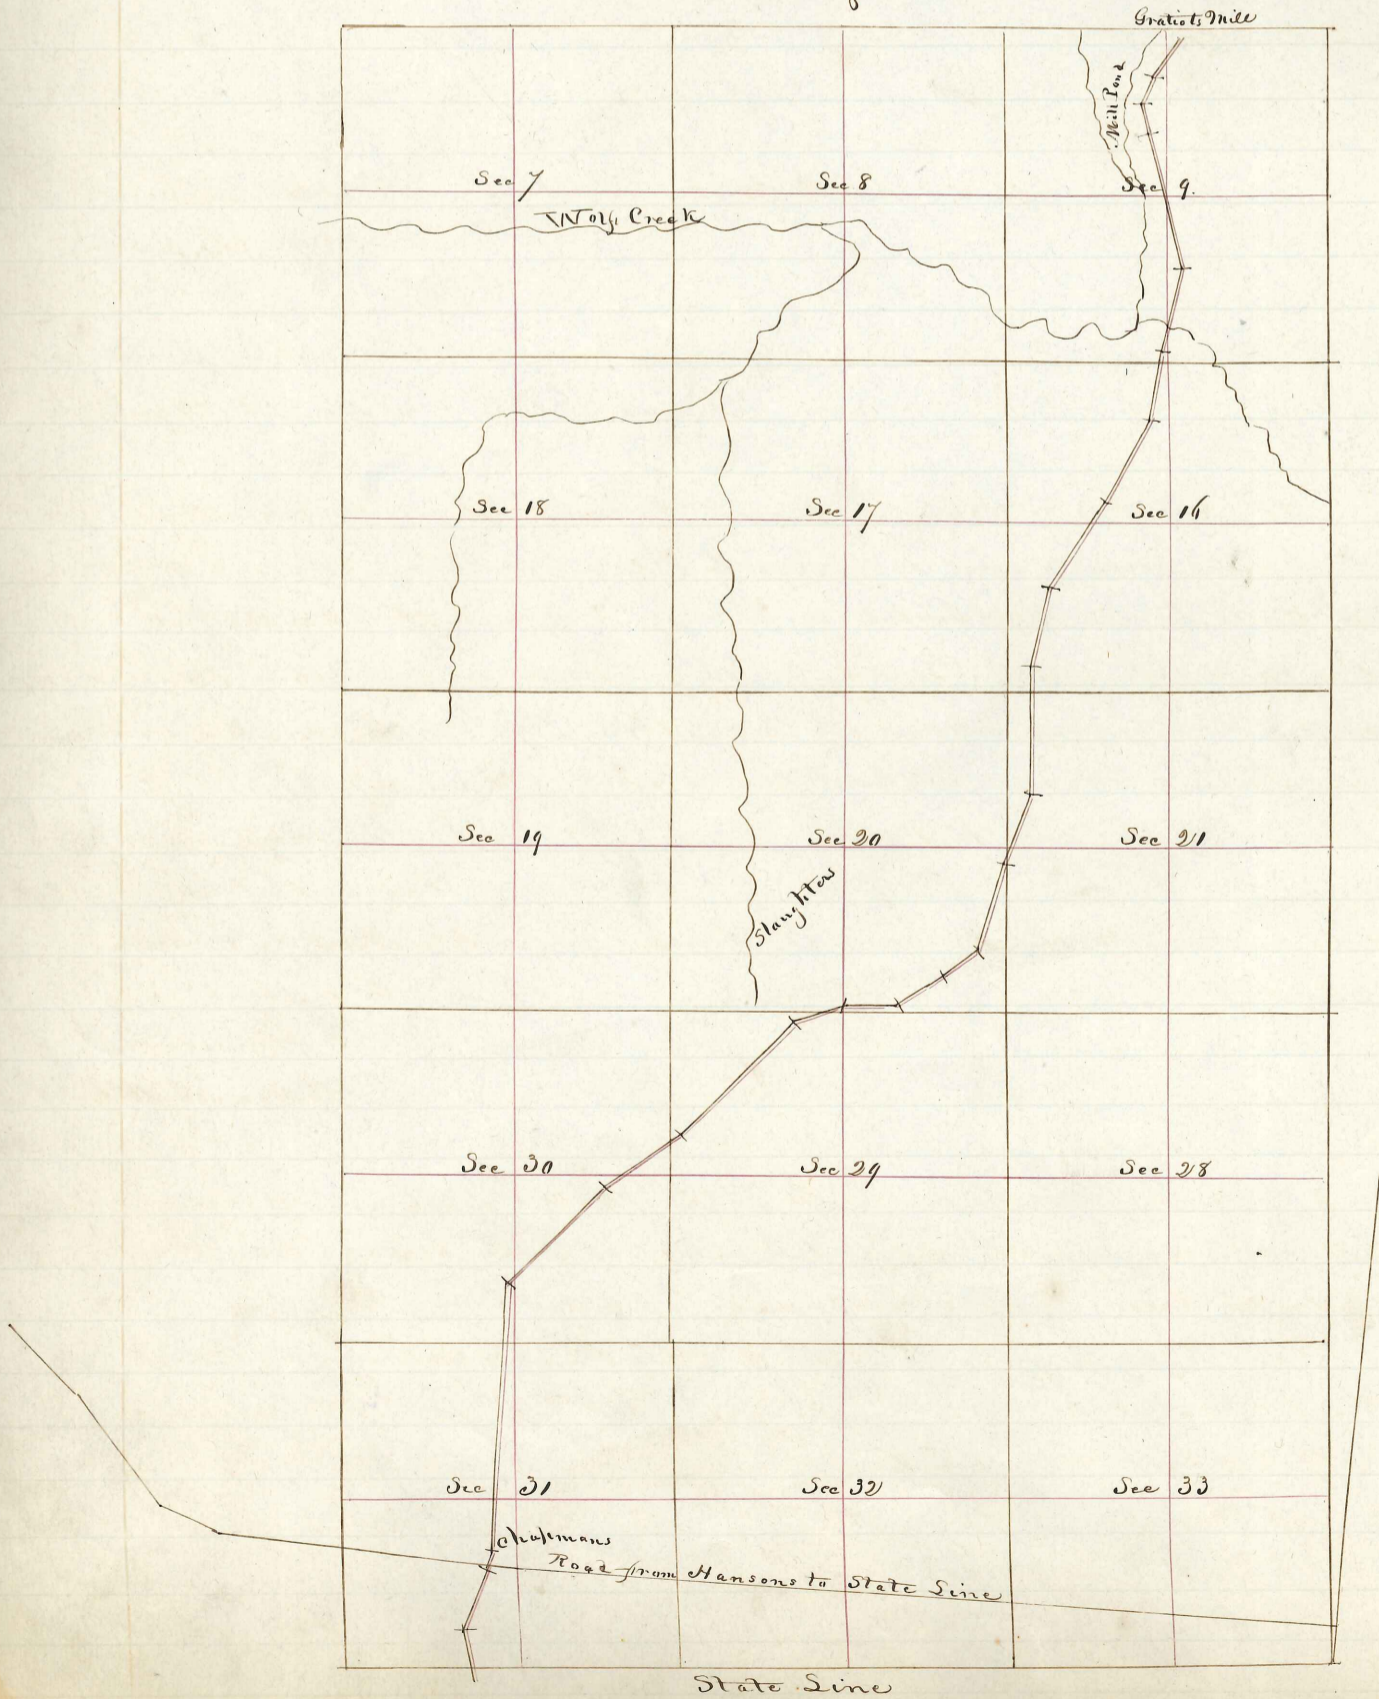 Gratiots Mill
Mill Pond
Sec 7
Sec 8
Sec 9.
Wolf Creek
Sec 18
Sec 17
Sec 16
Sec 19
Sec 20
Sec 21
Slaughters
Sec 30
Sec 29
Sec 28
Sec 31
Sec 32
Sec 33
Chapmans
Road from Hansons to State Line
State Line